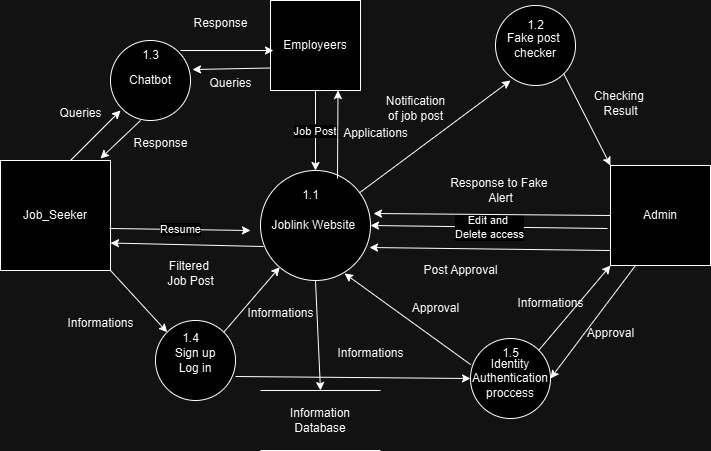 Response
Employeers
1.2
Fake post
checker
1.3
Chatbot
Queries
Notification
of job post
Checking
Result
Queries
Job Post
Applications
Response
1.1
Joblink Website
Response to Fake
Alert
Job_Seeker
Resume
Edit and
Delete access
Admin
Filtered
Job Post
Post Approval
Informations
Informations
Approval
Informations
Approval
1.4
Sign up
Log in
Informations
1.5
Identity
Authentication
proccess
Information
Database